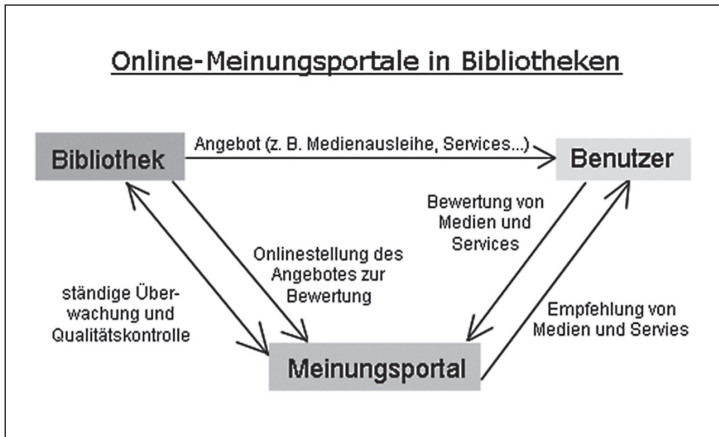 Online-Meinungsportale in Bibliotheken
Angebot (z. B. Medienausleihe, Services...)
Bibliothek
Benutzer
Bewertung von
Medien und
Services
Onlinestellung des
Angebotes zur
Bewertung
ständige Über-
wachung und
Qualitätskontrolle
Empfehlung von
Medien und Servies
Meinungsportal